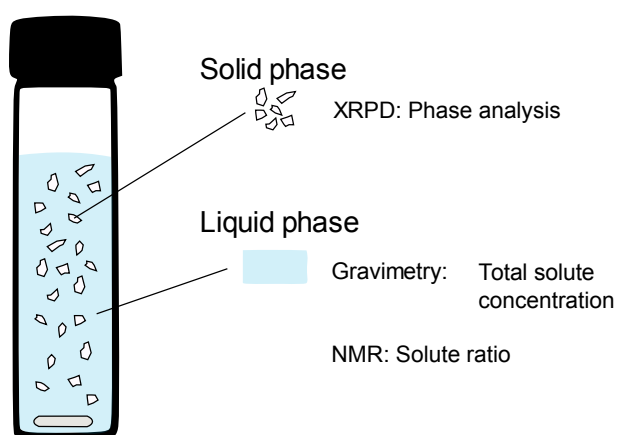 Solid phase
XRPD: Phase analysis
Liquid phase
Gravimetry: Total solute
concentration
NMR: Solute ratio